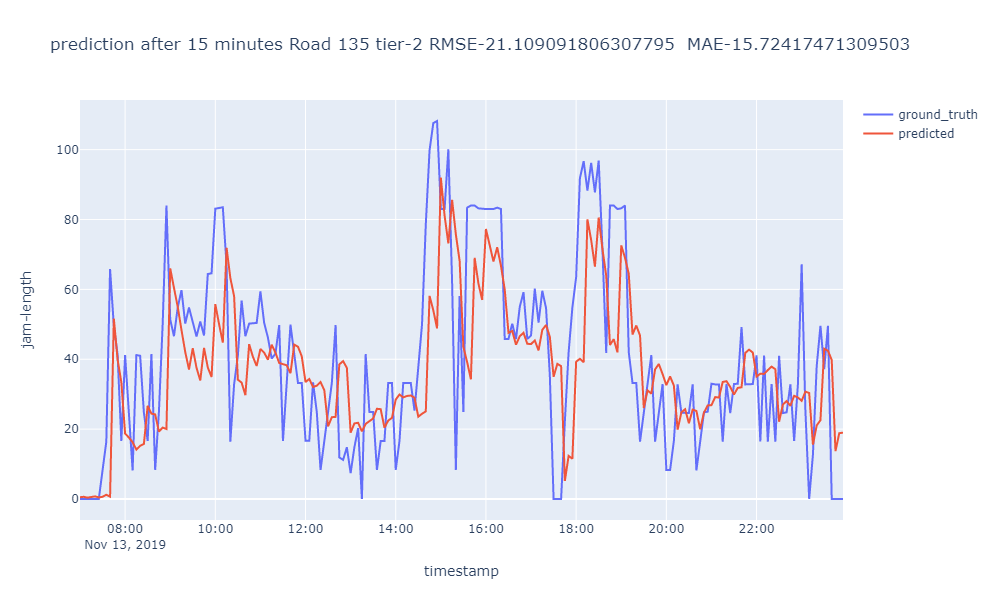 prediction after 15 minutes Road 135 tier-2 RMSE-21.109091806307795 MAE-15.72417471309503
ground_truth
predicted
100
80
60
40
20
0
jam-length
08:00 10:00 12:00 14:00 16:00 18:00 20:00 22:00
Nov 13, 2019
timestamp